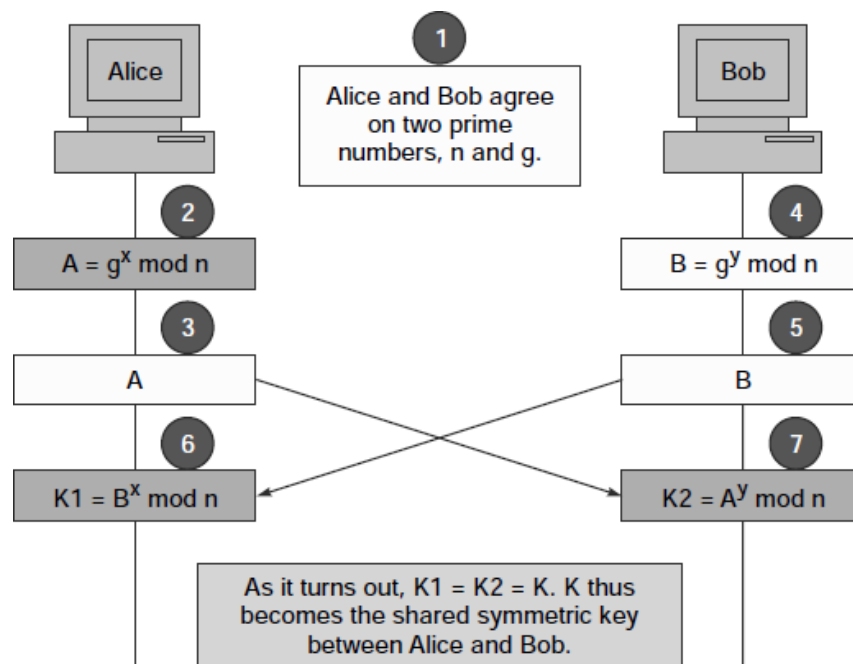 1
Alice
Bob
Alice and Bob agree
on two prime
numbers, n and g.
2
4
A = g^x mod n
B = g^y mod n
3
5
A
B
6
7
K1 = B^x mod n
K2 = A^y mod n
As it turns out, K1 = K2 = K. K thus
becomes the shared symmetric key
between Alice and Bob.